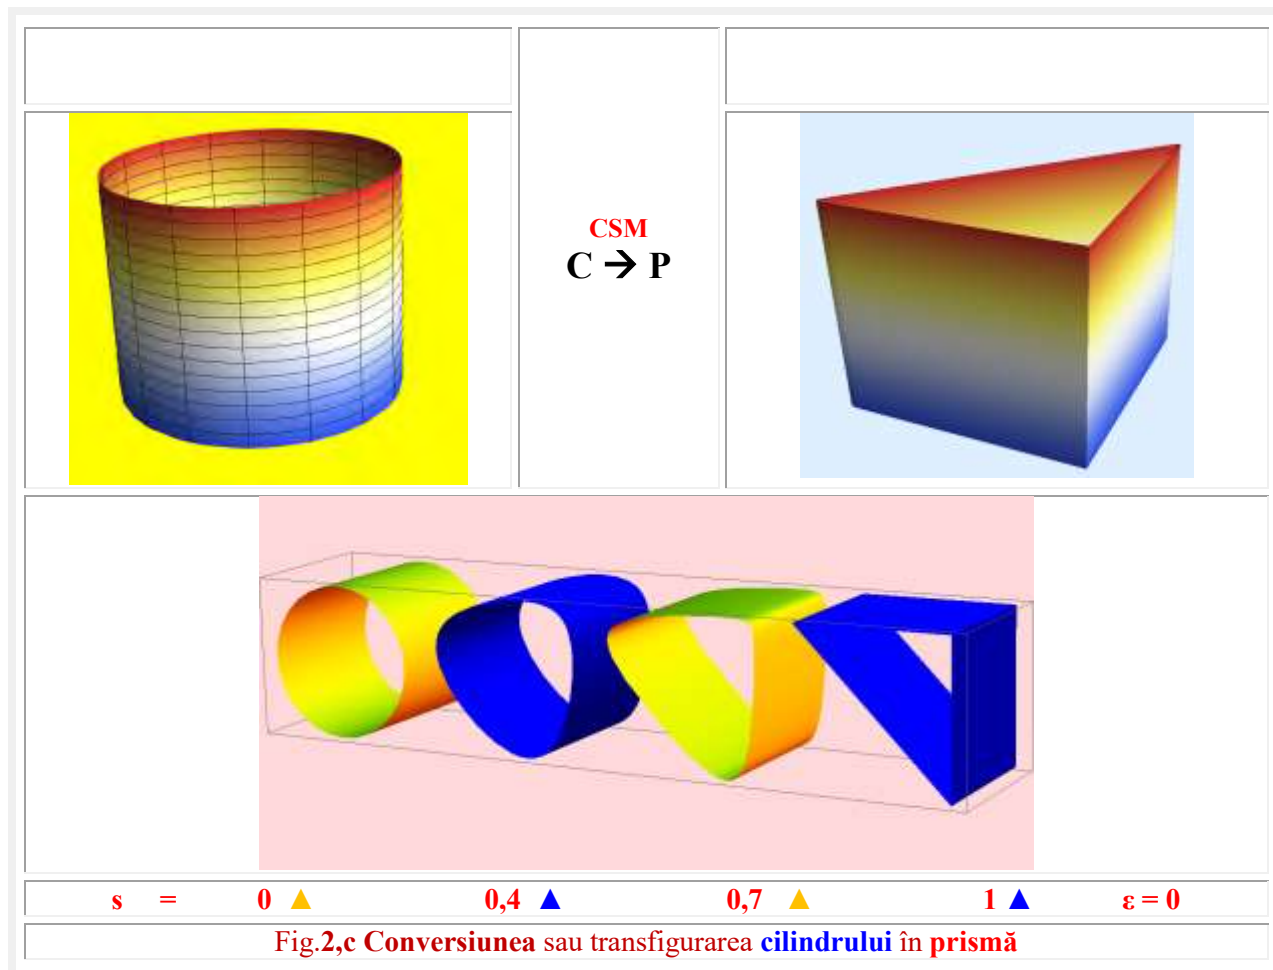 CSM
C → P
s = 0 ▲ 0,4 ▲ 0,7 ▲ 1 ▲ ε = 0
Fig.2,c Conversiunea sau transfigurarea cilindrului în prismă